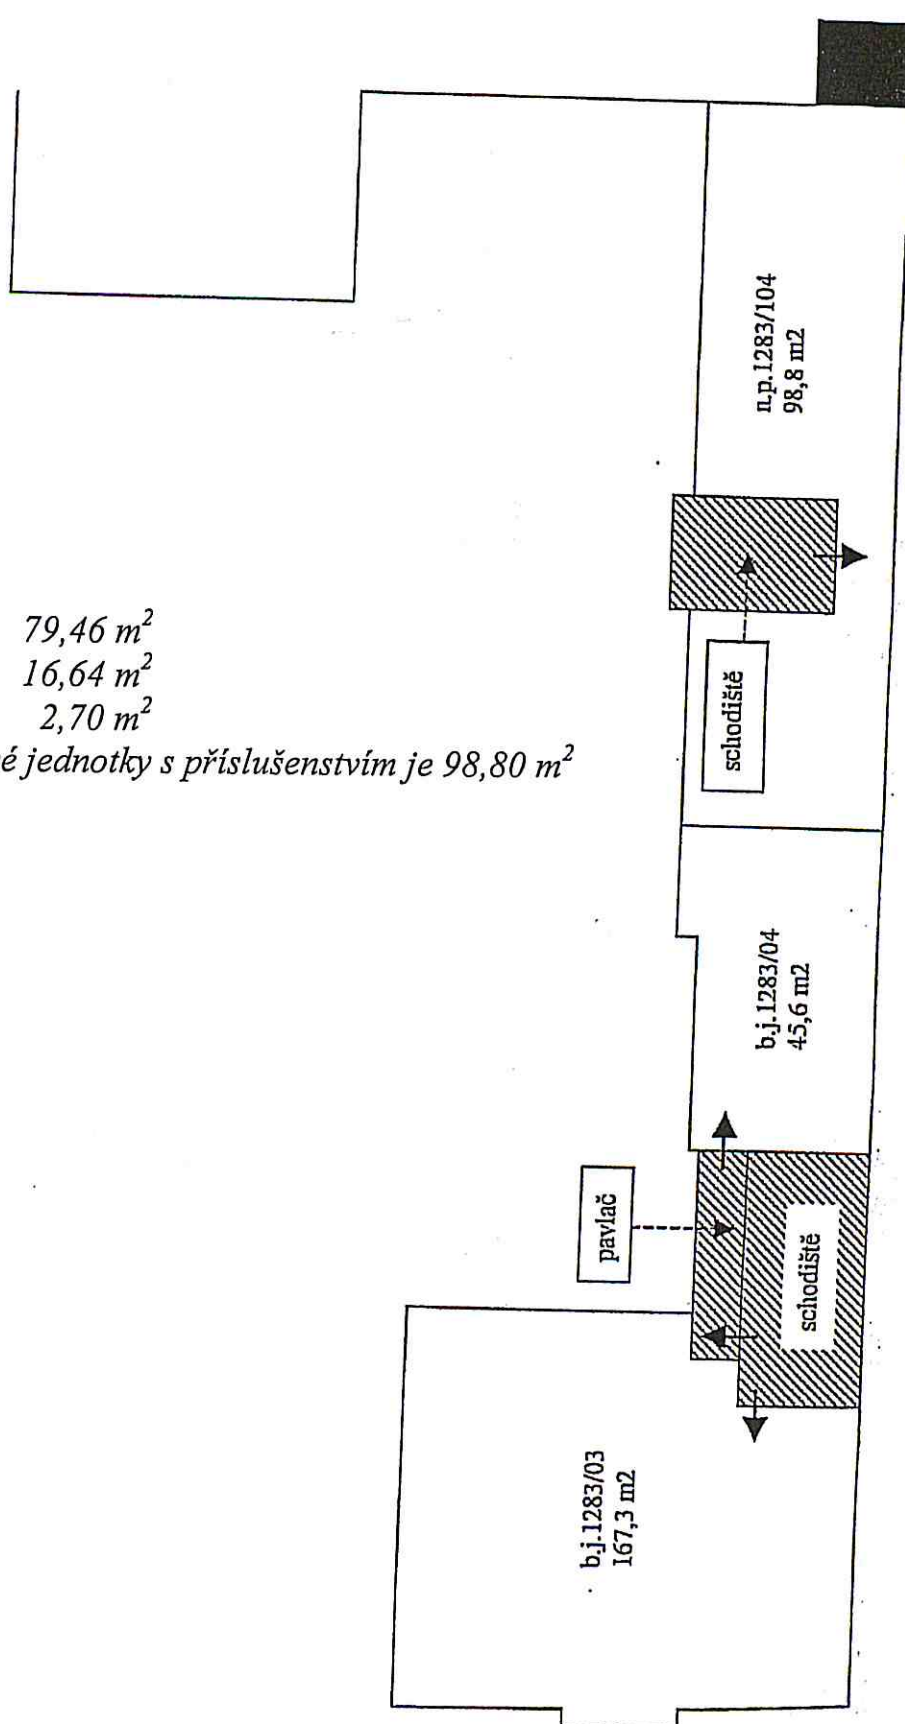 79,46 m²
16,64 m²
2,70 m²
é jednotky s příslušenstvím je 98,80 m²
n.p.1283/104
98,8 m2
schodiště
b.j.1283/04
45,6 m2
pavlač
schodiště
b.j.1283/03
167,3 m2